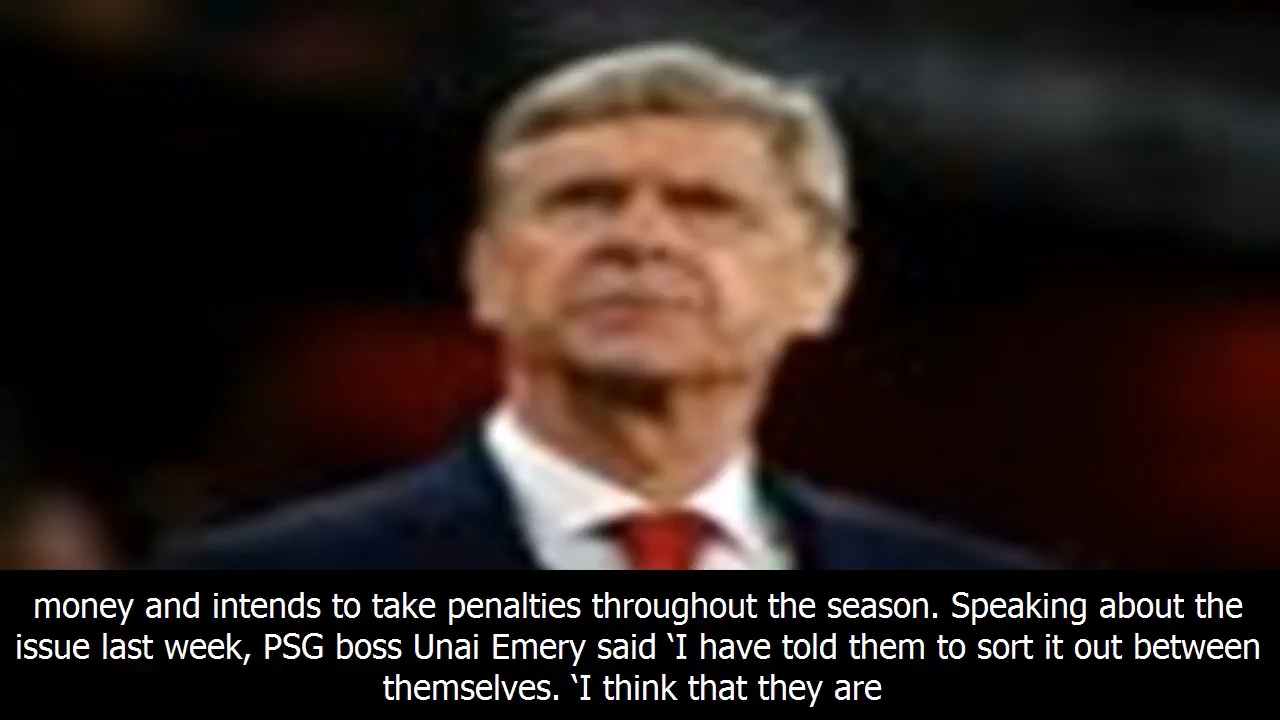 money and intends to take penalties throughout the season. Speaking about the
issue last week, PSG boss Unai Emery said ‘I have told them to sort it out between
themselves. ‘I think that they are